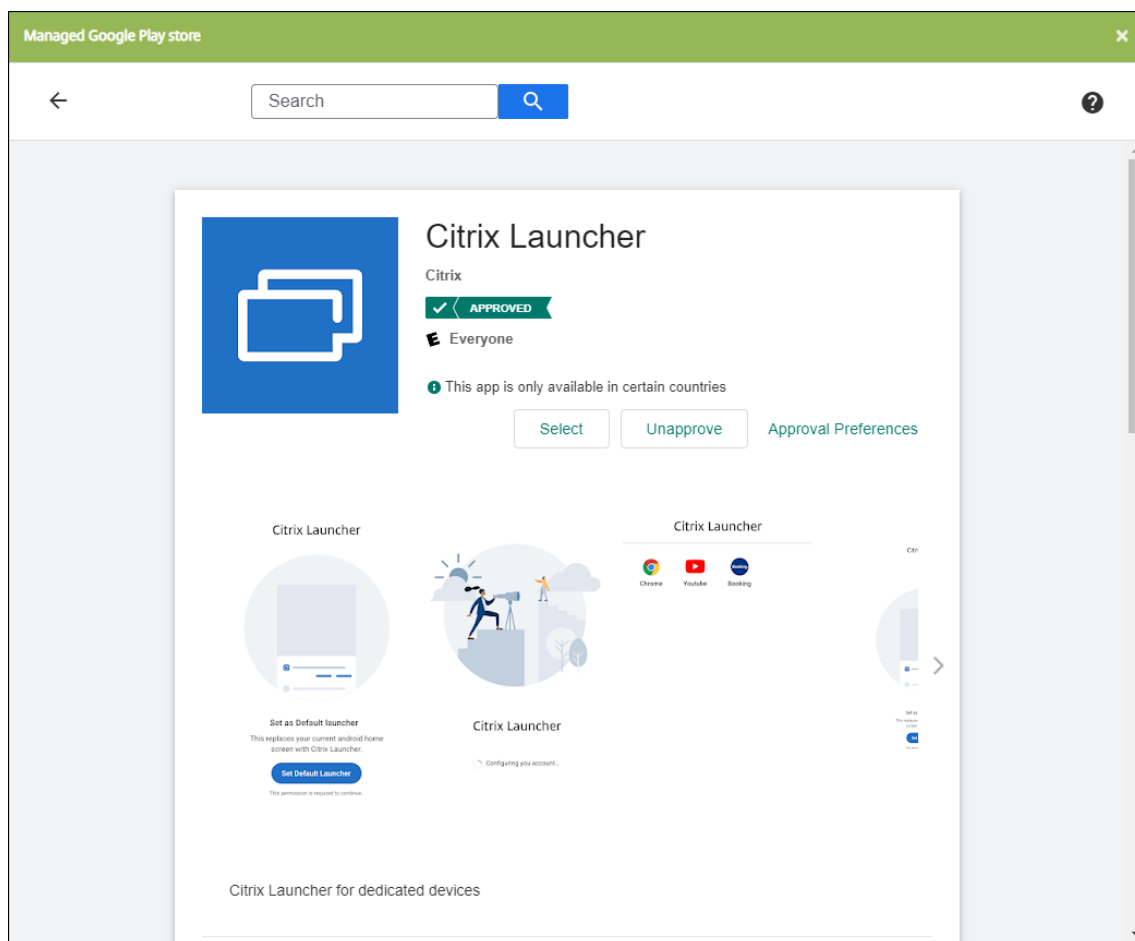 Managed Google Play store
Search
Citrix Launcher
Citrix
APPROVED
E Everyone
This app is only available in certain countries
Select Unapprove Approval Preferences
Citrix Launcher
Set as Default launcher
This replaces your current android home
screen with Citrix Launcher.
Set Default Launcher
This permission is required to continue.
Citrix Launcher
Configuring you account...
Citrix Launcher
Chrome Youtube Booking
Citrix Launcher for dedicated devices